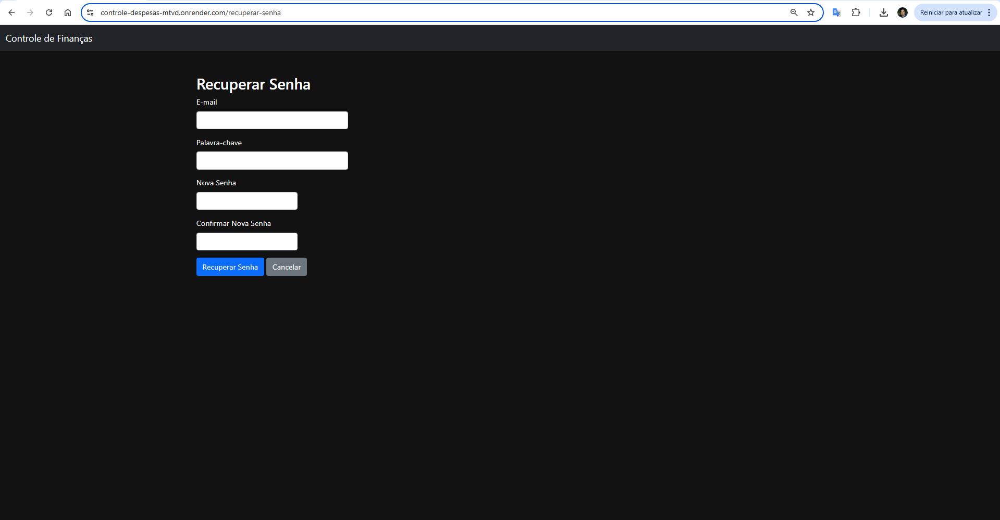 controle-despesas-mtvd.onrender.com/recuperar-senha
Reiniciar para atualizar
Controle de Finanças
Recuperar Senha
E-mail
Palavra-chave
Nova Senha
Confirmar Nova Senha
Recuperar Senha Cancelar